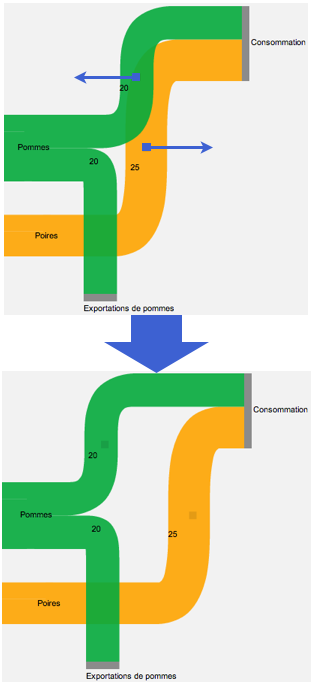 Consommation
20
Pommes
20
25
Poires
Exportations de pommes
Consommation
20
Pommes
20
25
Poires
Exportations de pommes